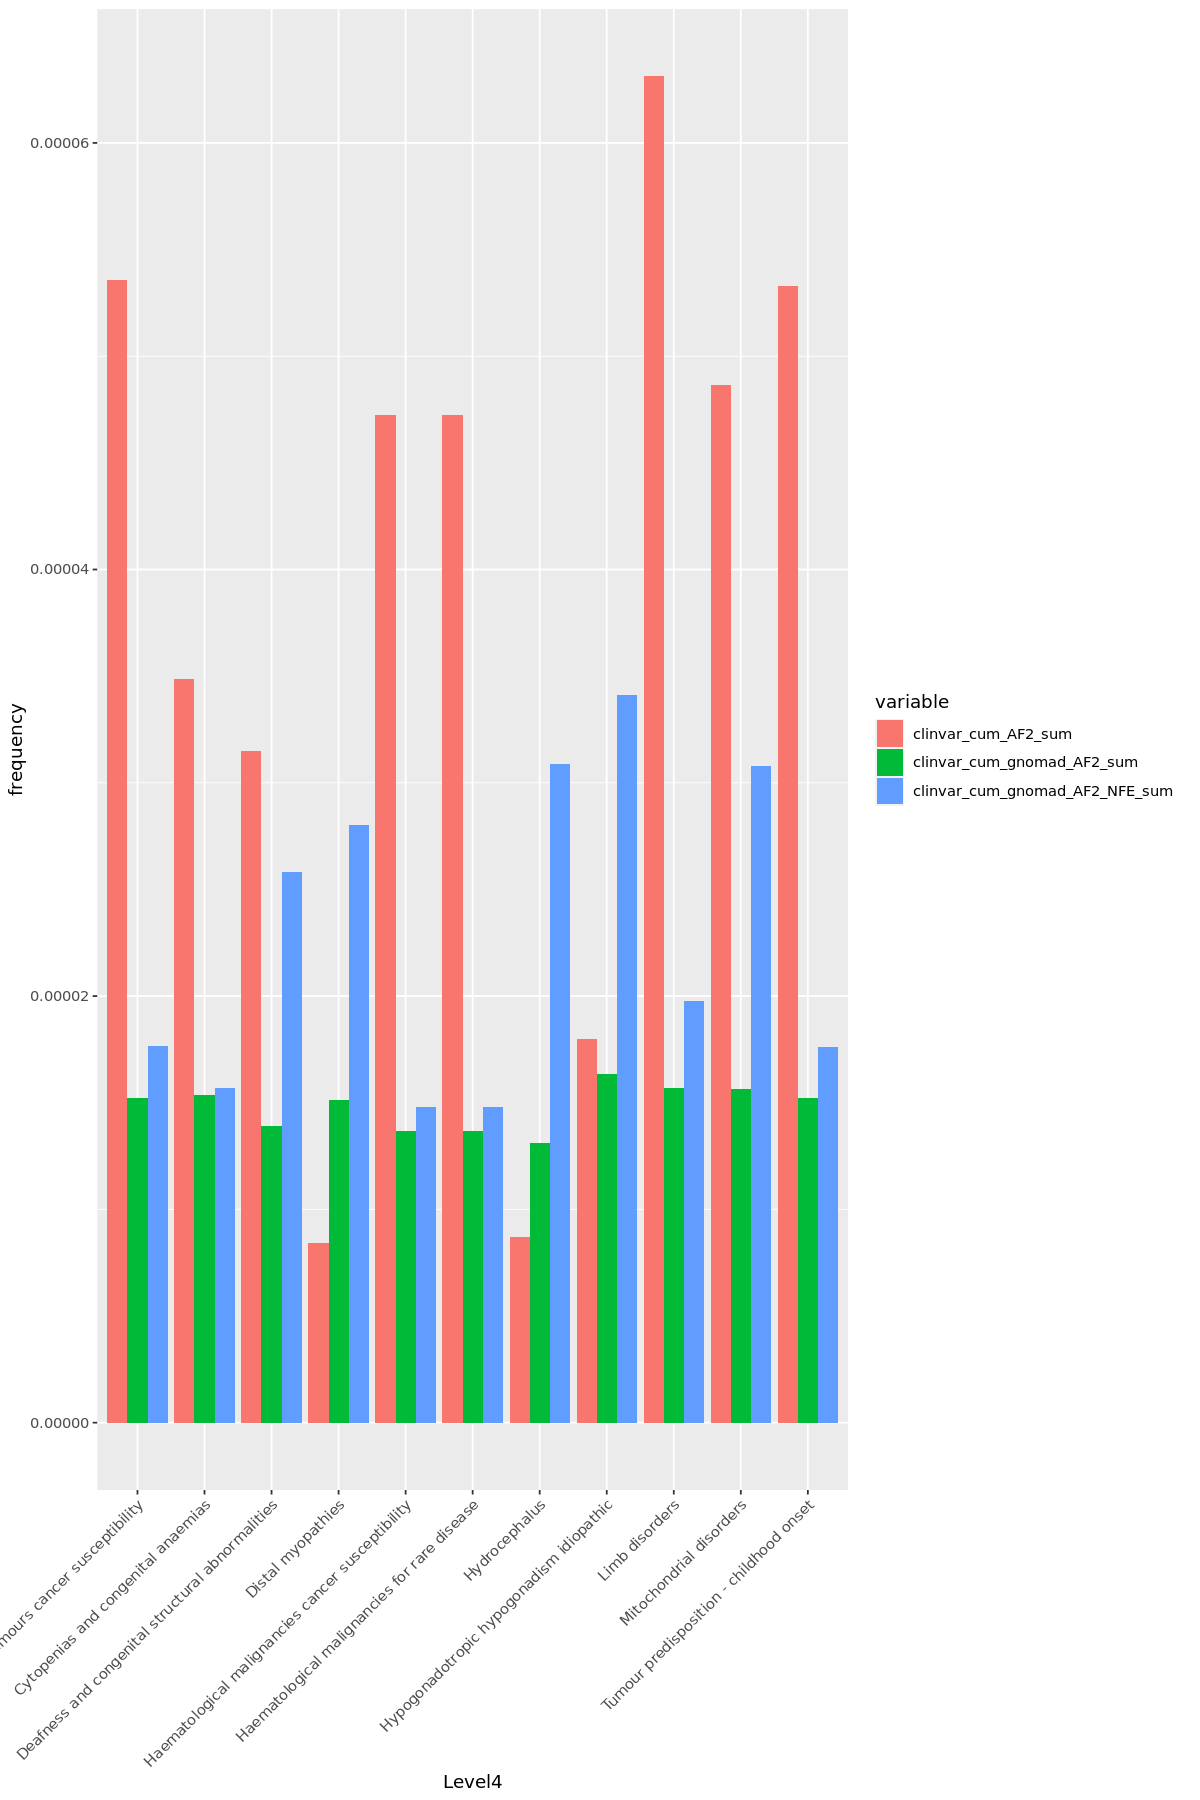 0.00006
0.00004
0.00002
0.00000
frequency
cancer susceptibility
Cytopenias and congenital anaemias
Deafness and congenital structural abnormalities
Distal myopathies
Haematological malignancies cancer susceptibility
Haematological malignancies for rare disease
Hydrocephalus
Hypogonadotropic hypogonadism idiopathic
Limb disorders
Mitochondrial disorders
Tumour predisposition - childhood onset
Level4
variable
clinvar_cum_AF2_sum
clinvar_cum_gnomad_AF2_sum
clinvar_cum_gnomad_AF2_NFE_sum